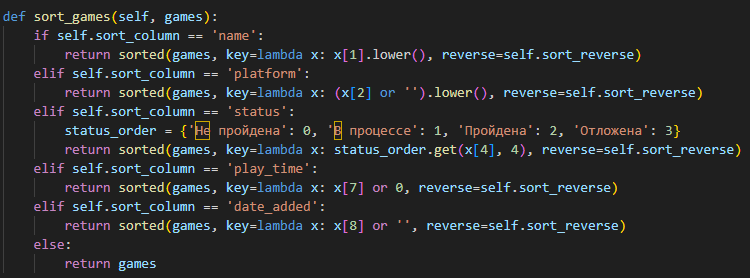 def sort_games(self, games):
    if self.sort_column == 'name':
        return sorted(games, key=lambda x: x[1].lower(), reverse=self.sort_reverse)
    elif self.sort_column == 'platform':
        return sorted(games, key=lambda x: (x[2] or '').lower(), reverse=self.sort_reverse)
    elif self.sort_column == 'status':
        status_order = {'Не пройдена': 0, 'В процессе': 1, 'Пройдена': 2, 'Отложена': 3}
        return sorted(games, key=lambda x: status_order.get(x[4], 4), reverse=self.sort_reverse)
    elif self.sort_column == 'play_time':
        return sorted(games, key=lambda x: x[7] or 0, reverse=self.sort_reverse)
    elif self.sort_column == 'date_added':
        return sorted(games, key=lambda x: x[8] or '', reverse=self.sort_reverse)
    else:
        return games